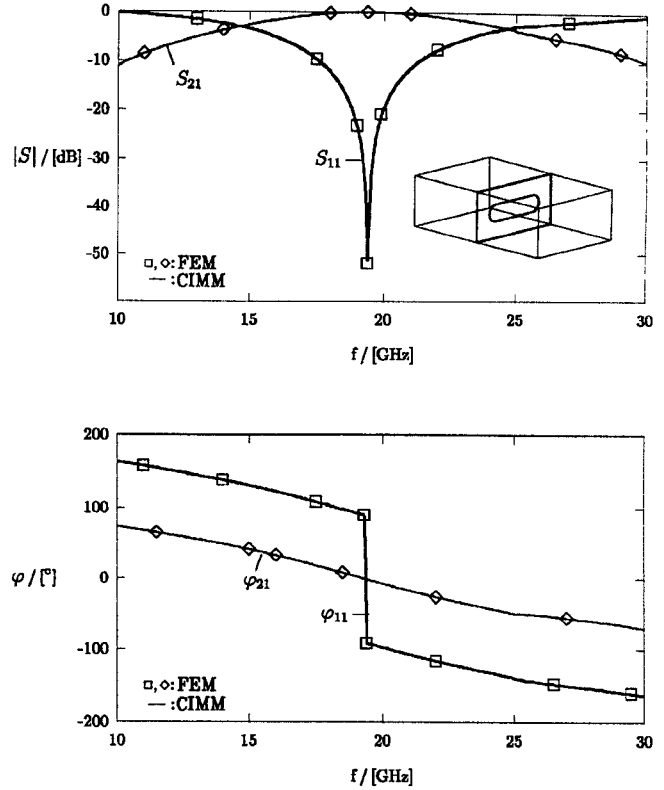 0
-10
-20
-30
-40
-50
|S| / [dB]
S21
S11
□,◇: FEM
— : CIMM
10 15 20 25 30
f / [GHz]
200
100
0
-100
-200
φ / [°]
φ21
φ11
□,◇: FEM
— : CIMM
10 15 20 25 30
f / [GHz]